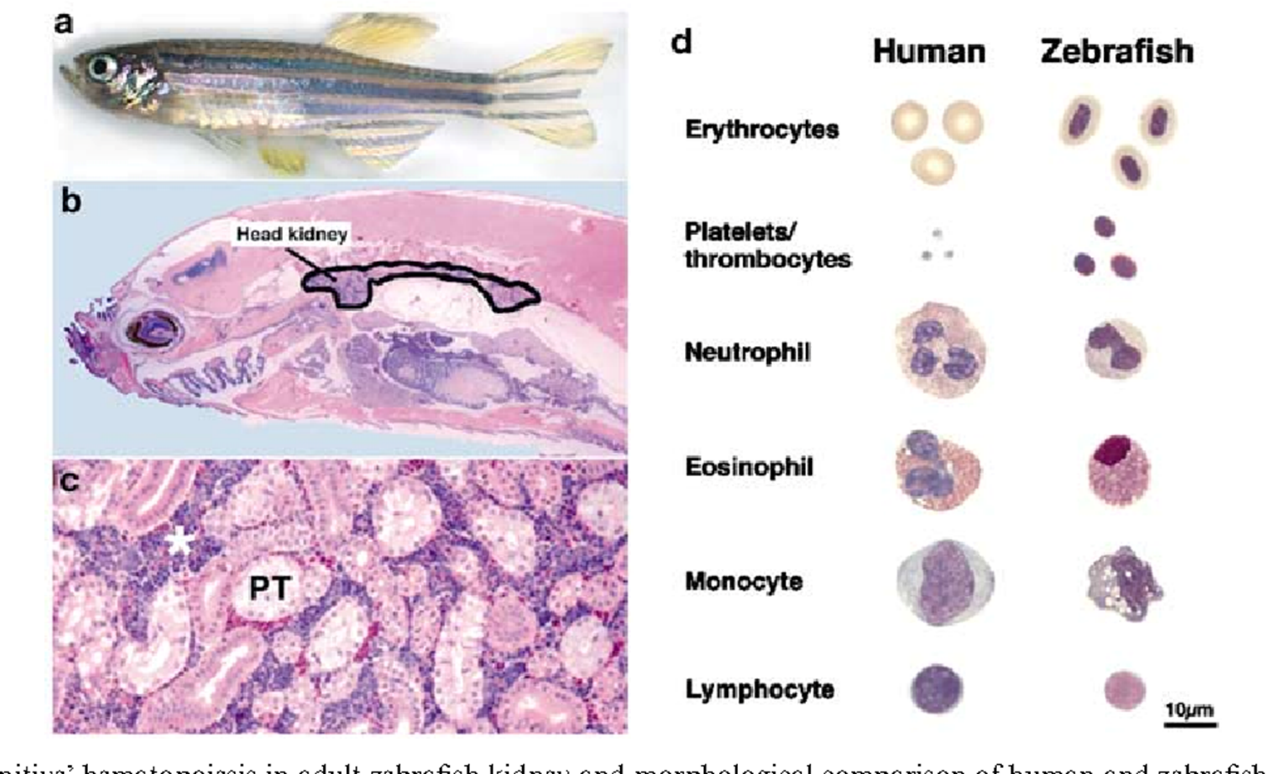 a
b
Head kidney
c
*
PT
d
Human Zebrafish
Erythrocytes
Platelets/
thrombocytes
Neutrophil
Eosinophil
Monocyte
Lymphocyte
10µm
hematopoiesis in adult zebrafish kidney and morphological comparison of human and zebrafish